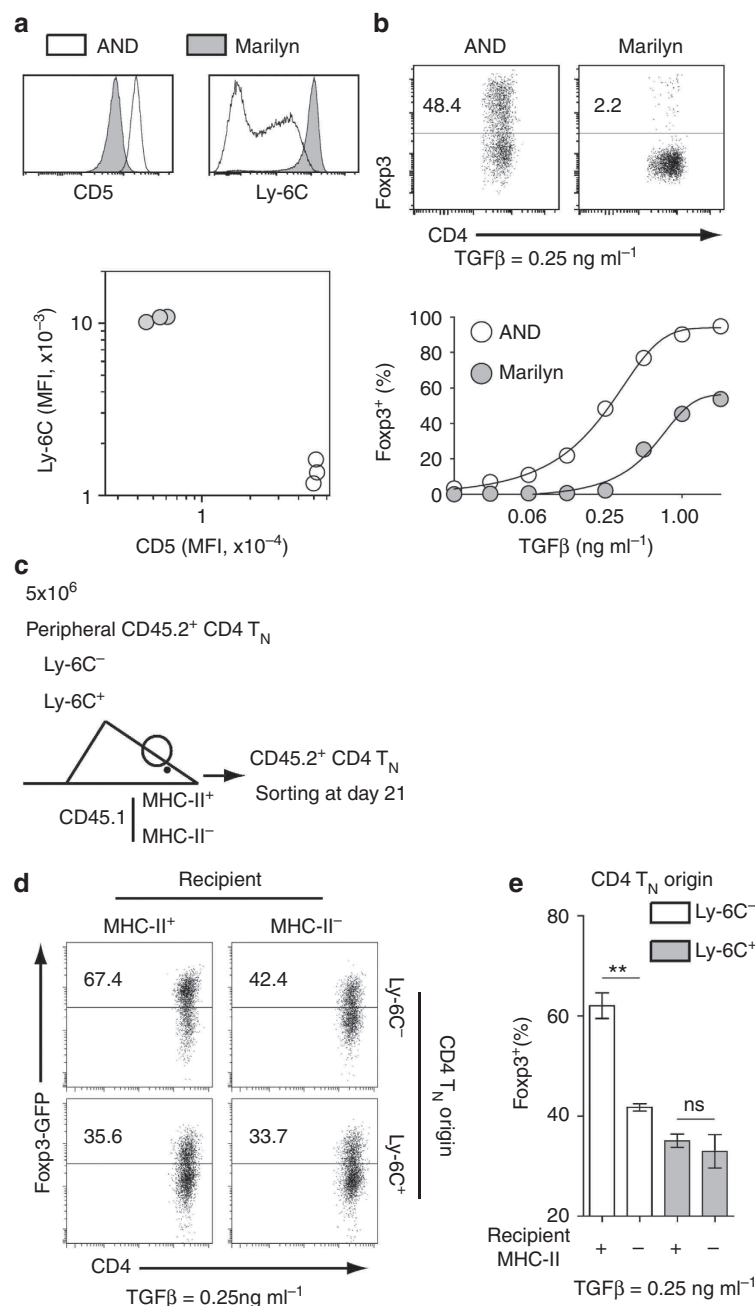 a
AND
Marilyn
CD5
Ly-6C
10
1
Ly-6C (MFI, x10⁻³)
1
CD5 (MFI, x10⁻⁴)
b
AND
Marilyn
48.4
2.2
Foxp3
CD4
TGFβ = 0.25 ng ml⁻¹
100
80
60
40
20
0
Foxp3⁺ (%)
AND
Marilyn
0.06
0.25
1.00
TGFβ (ng ml⁻¹)
c
5x10⁶
Peripheral CD45.2⁺ CD4 T_N
Ly-6C⁻
Ly-6C⁺
CD45.2⁺ CD4 T_N
Sorting at day 21
CD45.1
MHC-II⁺
MHC-II⁻
d
Recipient
MHC-II⁺
MHC-II⁻
67.4
42.4
Ly-6C⁻
35.6
33.7
Ly-6C⁺
CD4 T_N origin
Foxp3-GFP
CD4
TGFβ = 0.25ng ml⁻¹
e
CD4 T_N origin
Ly-6C⁻
Ly-6C⁺
80
60
40
20
Foxp3⁺(%)
**
ns
Recipient
MHC-II
+ − + −
TGFβ = 0.25 ng ml⁻¹